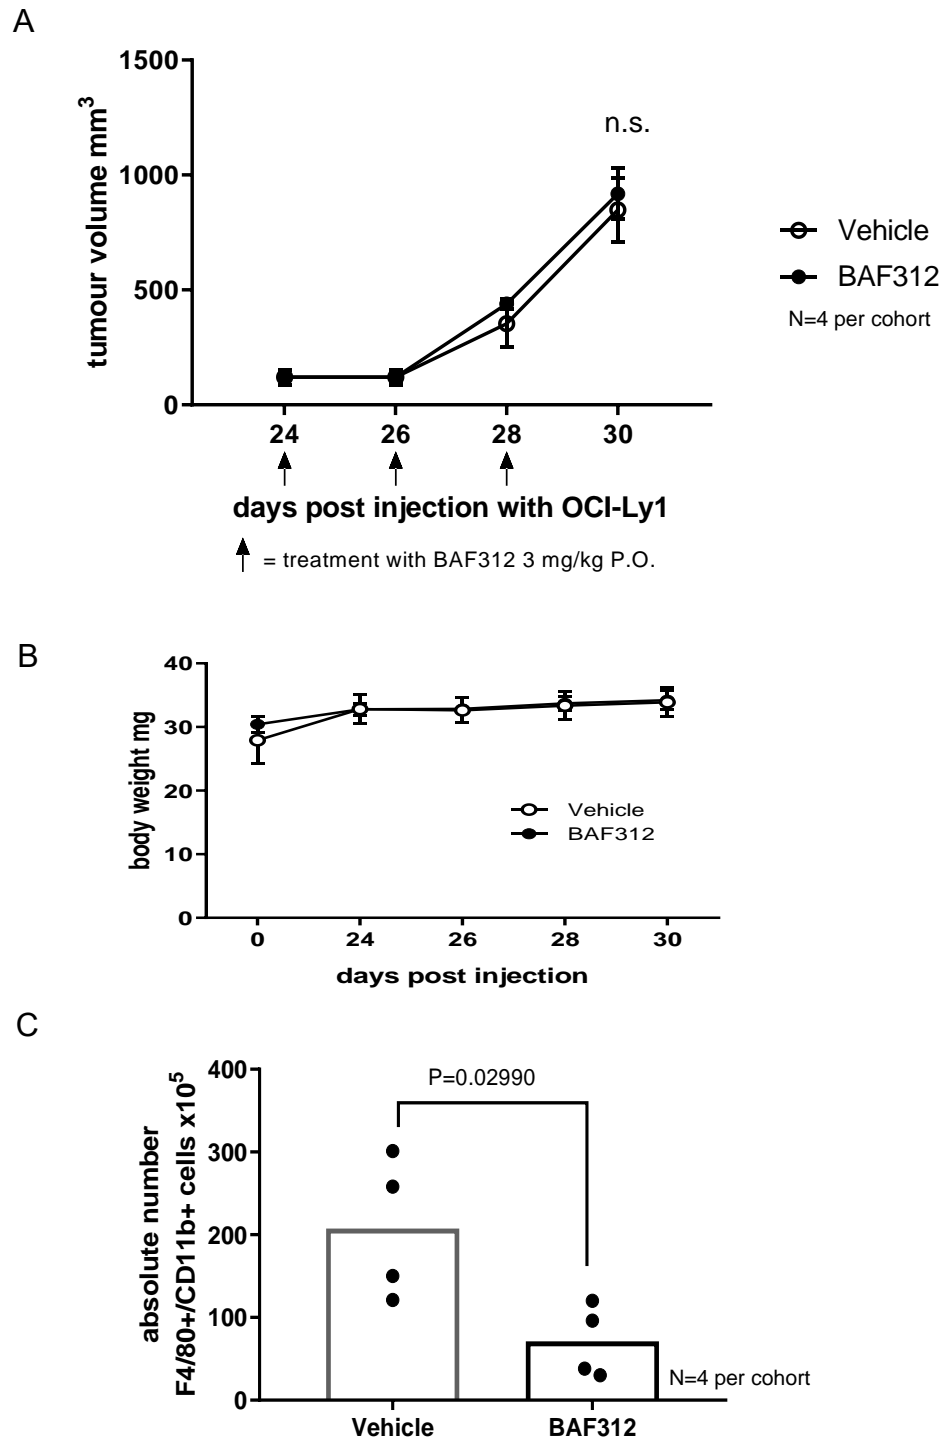 A
1500
1000
500
0
tumour volume mm³
n.s.
Vehicle
BAF312
N=4 per cohort
24 26 28 30
days post injection with OCI-Ly1
= treatment with BAF312 3 mg/kg P.O.
B
40
30
20
10
0
body weight mg
Vehicle
BAF312
0 24 26 28 30
days post injection
C
400
300
200
100
0
absolute number
F4/80+/CD11b+ cells x10⁵
P=0.02990
N=4 per cohort
Vehicle BAF312